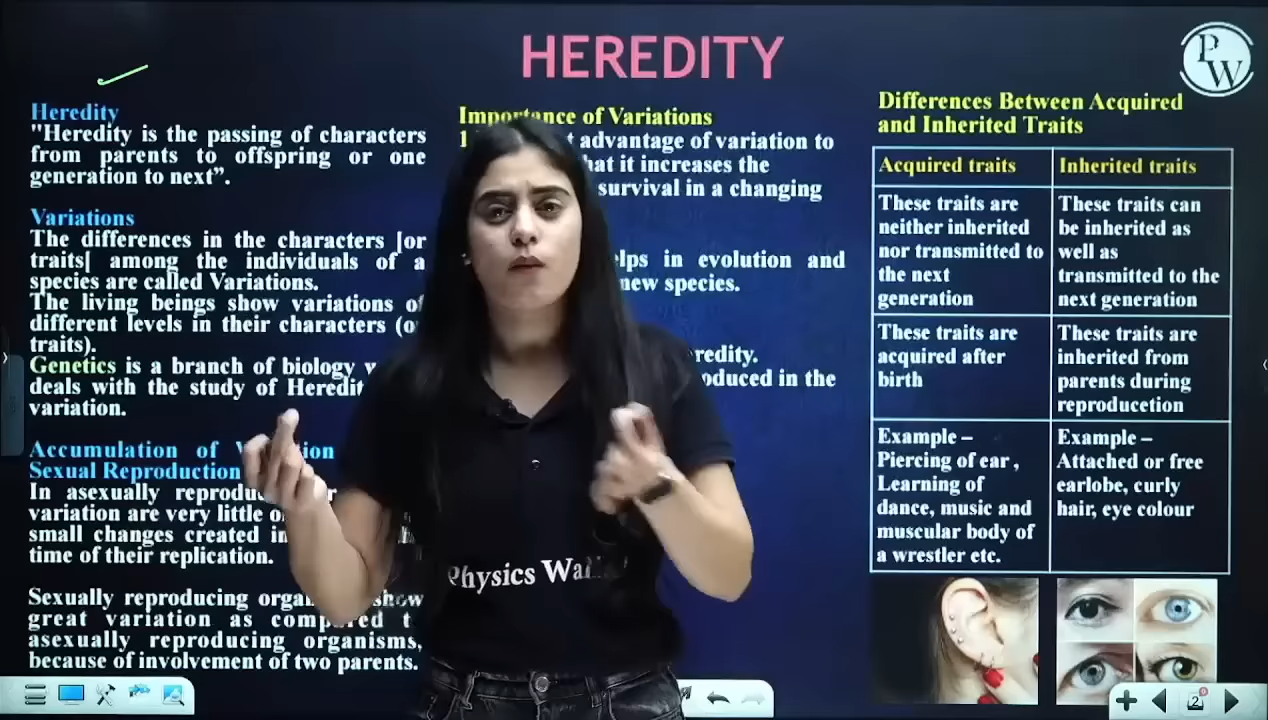 HEREDITY
PW
Heredity
"Heredity is the passing of characters
from parents to offspring or one
generation to next”.
Variations
The differences in the characters [or
traits[ among the individuals of a
species are called Variations.
The living beings show variations of
different levels in their characters (or
traits).
Genetics is a branch of biology
deals with the study of
variation.
Accumulation of
Sexual Reproduction
In asexually
variation are very little
small changes created in
time of their replication.
Sexually reproducing show
great variation as compared
asexually reproducing organisms,
because of involvement of two parents.
Importance of Variations
1 advantage of variation to
it increases the
survival in a changing
in evolution and
new species.
in the
Differences Between Acquired
and Inherited Traits
Acquired traits
Inherited traits
These traits are
neither inherited
nor transmitted to
the next
generation
These traits can
be inherited as
well as
transmitted to the
next generation
These traits are
acquired after
birth
These traits are
inherited from
parents during
reproducetion
Example –
Piercing of ear ,
Learning of
dance, music and
muscular body of
a wrestler etc.
Example –
Attached or free
earlobe, curly
hair, eye colour
Physics
2